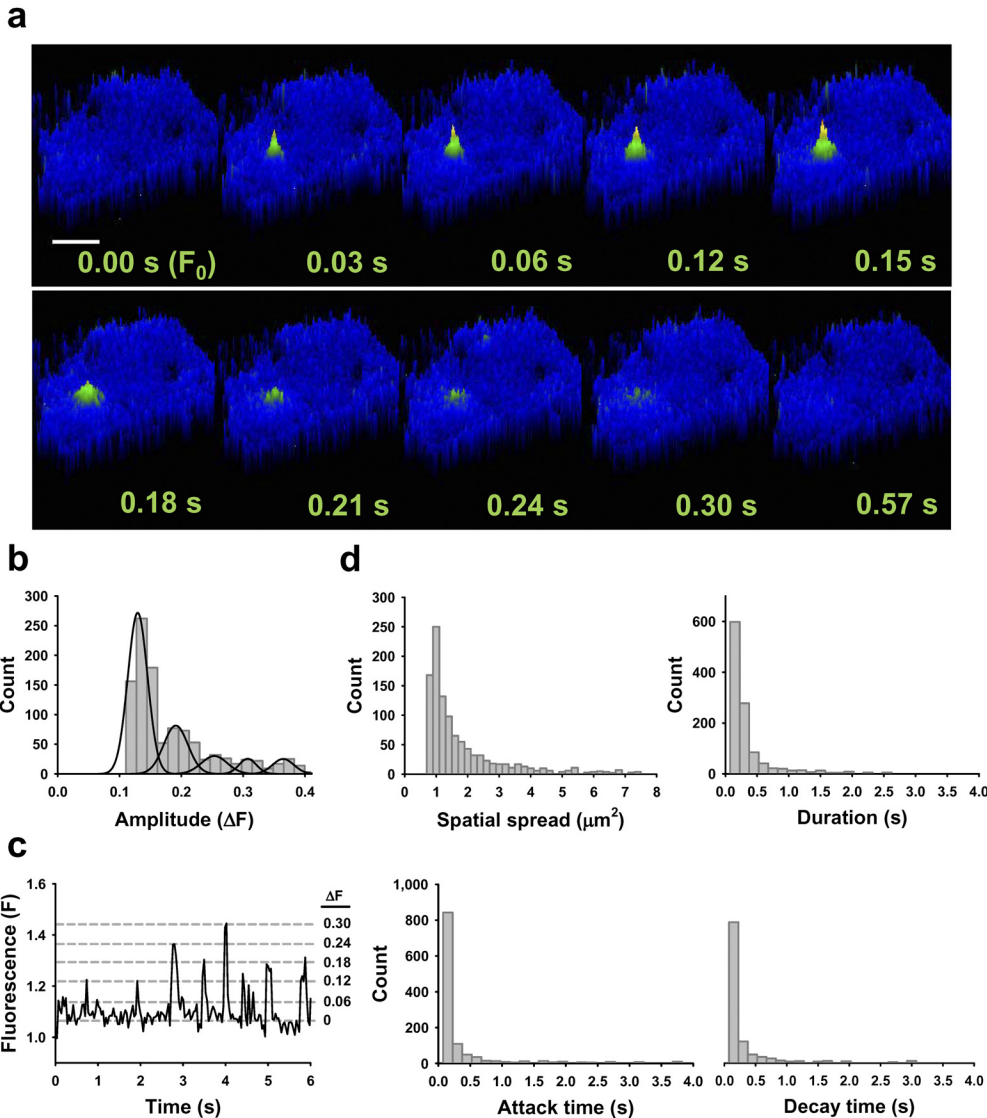 a
0.00 s (F0)
0.03 s
0.06 s
0.12 s
0.15 s
0.18 s
0.21 s
0.24 s
0.30 s
0.57 s
b
Count
300
250
200
150
100
50
0
0.0 0.1 0.2 0.3 0.4
Amplitude (ΔF)
d
Count
300
250
200
150
100
50
0
0 1 2 3 4 5 6 7 8
Spatial spread (μm2)
Count
600
400
200
0
0.0 0.5 1.0 1.5 2.0 2.5 3.0 3.5 4.0
Duration (s)
c
Fluorescence (F)
1.6
1.4
1.2
1.0
0 1 2 3 4 5 6
Time (s)
ΔF
0.30
0.24
0.18
0.12
0.06
0
Count
1,000
800
600
400
200
0
0.0 0.5 1.0 1.5 2.0 2.5 3.0 3.5 4.0
Attack time (s)
0.0 0.5 1.0 1.5 2.0 2.5 3.0 3.5 4.0
Decay time (s)